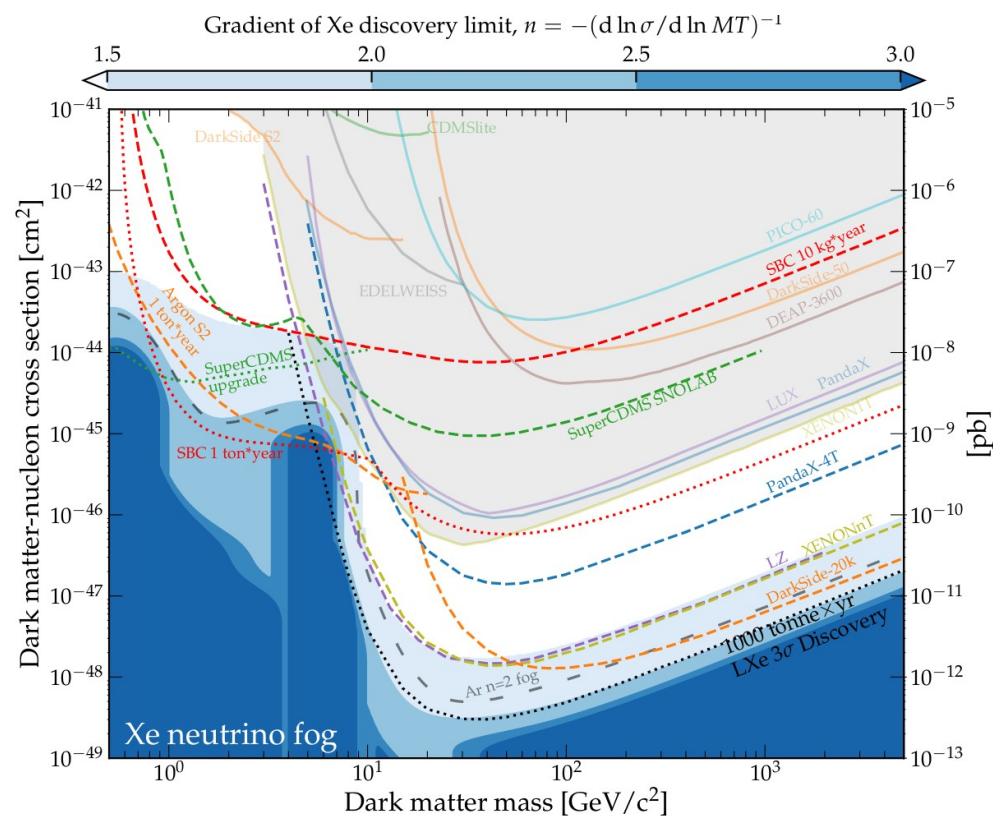 Gradient of Xe discovery limit, n = −(d ln σ/d ln MT)⁻¹
1.5 2.0 2.5 3.0
10⁻⁴¹
10⁻⁴²
10⁻⁴³
10⁻⁴⁴
10⁻⁴⁵
10⁻⁴⁶
10⁻⁴⁷
10⁻⁴⁸
10⁻⁴⁹
Dark matter-nucleon cross section [cm²]
DarkSide S2
CDMSlite
EDELWEISS
PICO-60
SBC 10 kg*year
DarkSide-50
DEAP-3600
Argon S2
1 ton*year
SuperCDMS
upgrade
SBC 1 ton*year
SuperCDMS SNOLAB
LUX
PandaX
XENON1T
PandaX-4T
LZ
XENONnT
DarkSide-20k
1000 tonne×yr
LXe 3σ Discovery
Ar n=2 fog
Xe neutrino fog
10⁻⁵
10⁻⁶
10⁻⁷
10⁻⁸
10⁻⁹
10⁻¹⁰
10⁻¹¹
10⁻¹²
10⁻¹³
[pb]
10⁰ 10¹ 10² 10³
Dark matter mass [GeV/c²]